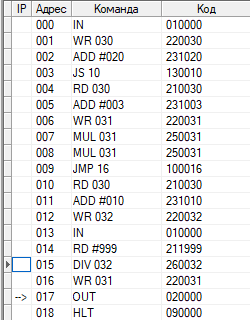 IP Адрес Команда Код
000 IN 010000
001 WR 030 220030
002 ADD #020 231020
003 JS 10 130010
004 RD 030 210030
005 ADD #003 231003
006 WR 031 220031
007 MUL 031 250031
008 MUL 031 250031
009 JMP 16 100016
010 RD 030 210030
011 ADD #010 231010
012 WR 032 220032
013 IN 010000
014 RD #999 211999
015 DIV 032 260032
016 WR 031 220031
--> 017 OUT 020000
018 HLT 090000